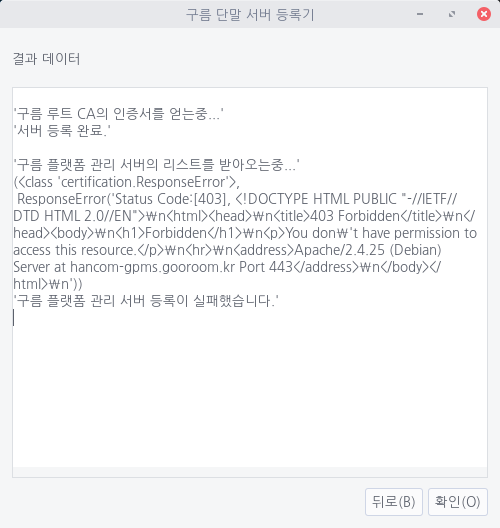 구름 단말 서버 등록기
결과 데이터
'구름 루트 CA의 인증서를 얻는중...'
'서버 등록 완료.'
'구름 플랫폼 관리 서버의 리스트를 받아오는중...'
(<class 'certification.ResponseError'>,
ResponseError('Status Code:[403], <!DOCTYPE HTML PUBLIC "-//IETF//
DTD HTML 2.0//EN">₩n<html><head>₩n<title>403 Forbidden</title>₩n</
head><body>₩n<h1>Forbidden</h1>₩n<p>You don₩'t have permission to
access this resource.</p>₩n<hr>₩n<address>Apache/2.4.25 (Debian)
Server at hancom-gpms.gooroom.kr Port 443</address>₩n</body></
html>₩n'))
'구름 플랫폼 관리 서버 등록이 실패했습니다.'
뒤로(B)
확인(O)